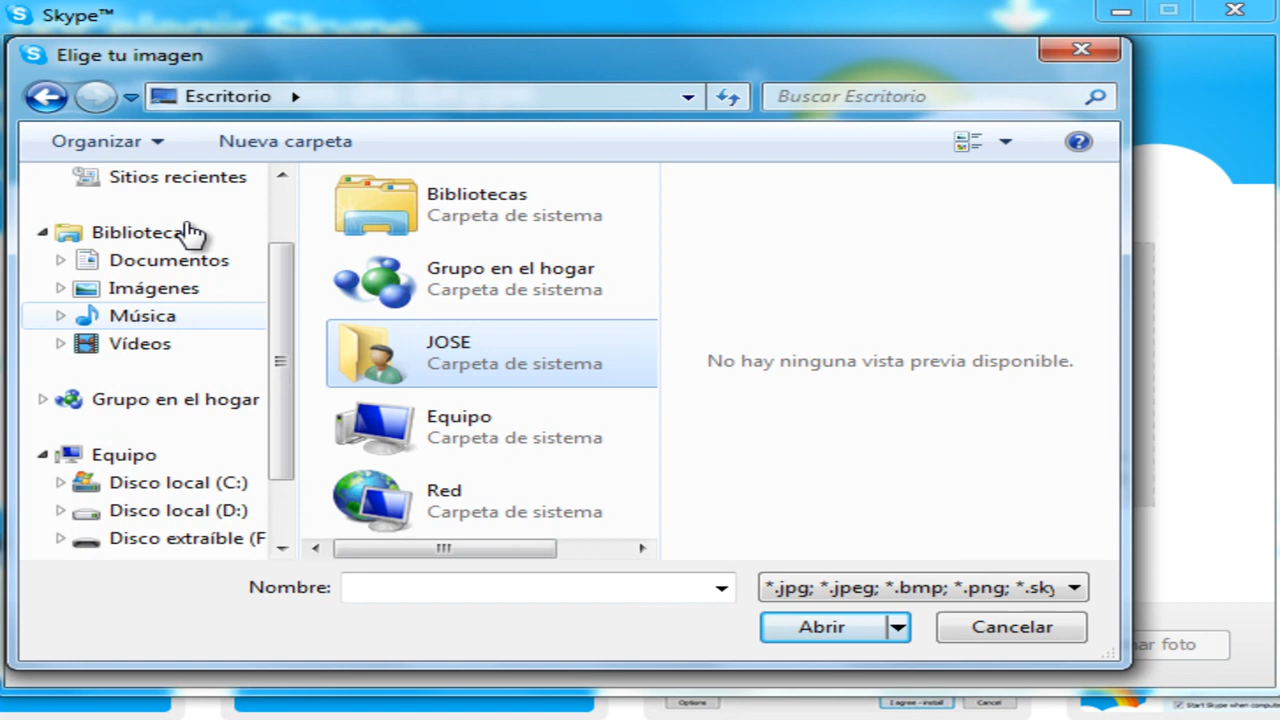 Skype™
Elige tu imagen
Escritorio
Buscar Escritorio
Organizar
Nueva carpeta
Sitios recientes
Bibliotecas
Documentos
Imágenes
Música
Vídeos
Grupo en el hogar
Equipo
Disco local (C:)
Disco local (D:)
Disco extraíble (F
Bibliotecas
Carpeta de sistema
Grupo en el hogar
Carpeta de sistema
JOSE
Carpeta de sistema
Equipo
Carpeta de sistema
Red
Carpeta de sistema
No hay ninguna vista previa disponible.
Nombre:
*.jpg; *.jpeg; *.bmp; *.png; *.sky
Abrir
Cancelar
ar foto
Options
I agree - install
Cancel
Start Skype when compute